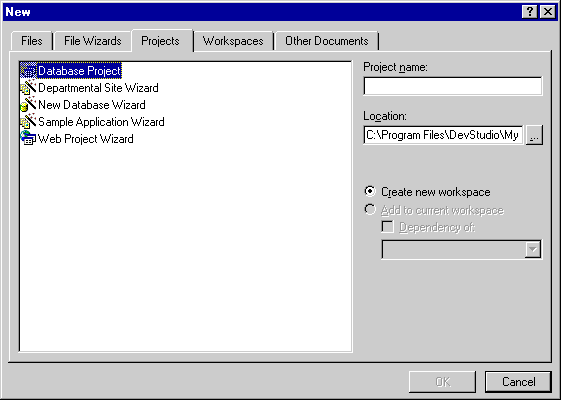 New
Files
File Wizards
Projects
Workspaces
Other Documents
Database Project
Departmental Site Wizard
New Database Wizard
Sample Application Wizard
Web Project Wizard
Project name:
Location:
C:\Program Files\DevStudio\My
...
Create new workspace
Add to current workspace
Dependency of:
OK
Cancel